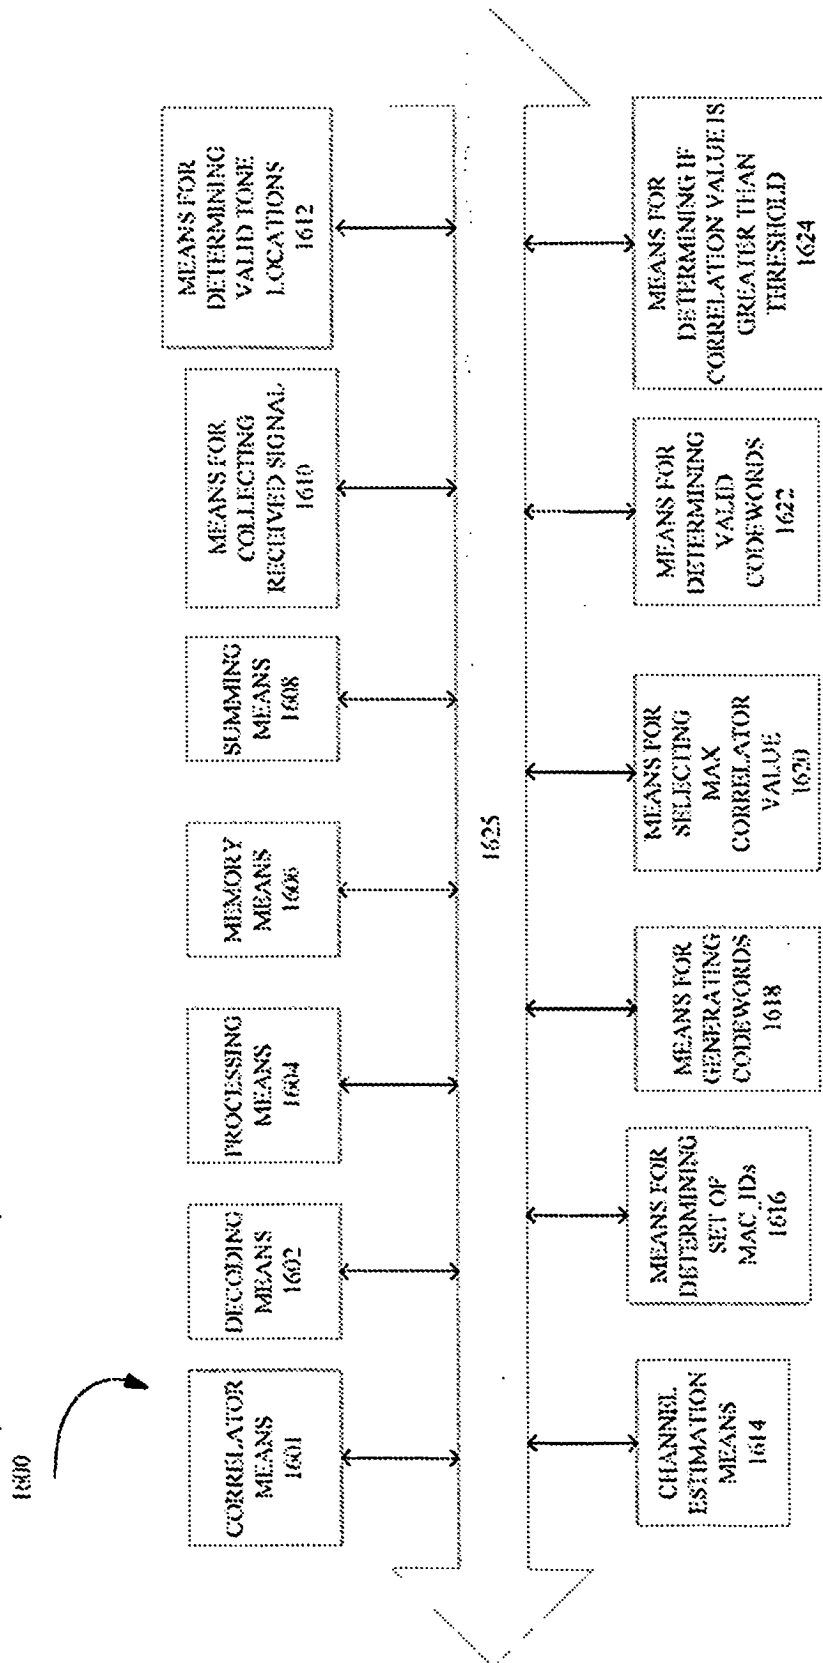 1600
CORRELATOR
MEANS
1601
DECODING
MEANS
1602
PROCESSING
MEANS
1604
MEMORY
MEANS
1606
SUMMING
MEANS
1608
MEANS FOR
COLLECTING
RECEIVED SIGNAL
1610
MEANS FOR
DETERMINING
VALID TONE
LOCATIONS
1612
1625
CHANNEL
ESTIMATION
MEANS
1614
MEANS FOR
DETERMINING
SET OF
MAC_IDs
1616
MEANS FOR
GENERATING
CODEWORDS
1618
MEANS FOR
SELECTING
MAX
CORRELATOR
VALUE
1620
MEANS FOR
DETERMINING
VALID
CODEWORDS
1622
MEANS FOR
DETERMINING IF
CORRELATION VALUE IS
GREATER THAN
THRESHOLD
1624